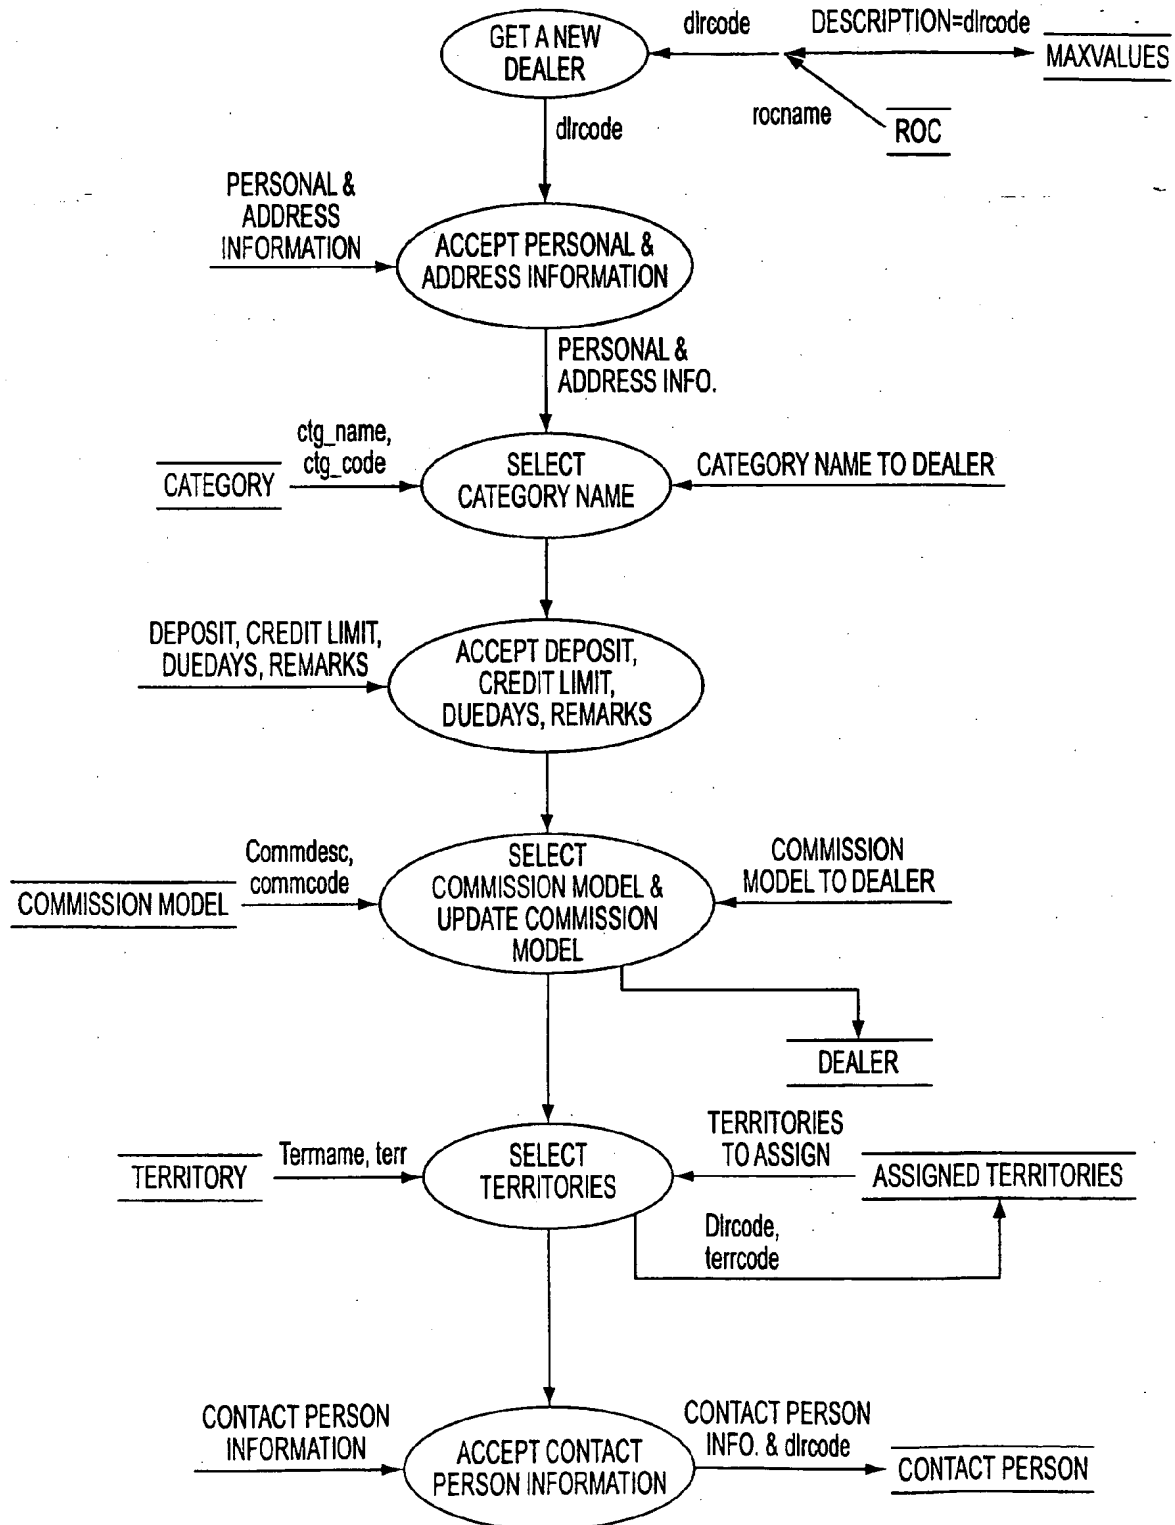 GET A NEW
DEALER
dlrcode
DESCRIPTION=dlrcode
MAXVALUES
rocname
ROC
dlrcode
PERSONAL &
ADDRESS
INFORMATION
ACCEPT PERSONAL &
ADDRESS INFORMATION
PERSONAL &
ADDRESS INFO.
CATEGORY
ctg_name,
ctg_code
SELECT
CATEGORY NAME
CATEGORY NAME TO DEALER
DEPOSIT, CREDIT LIMIT,
DUEDAYS, REMARKS
ACCEPT DEPOSIT,
CREDIT LIMIT,
DUEDAYS, REMARKS
COMMISSION MODEL
Commdesc,
commcode
SELECT
COMMISSION MODEL &
UPDATE COMMISSION
MODEL
COMMISSION
MODEL TO DEALER
DEALER
TERRITORY
Terrname, terr
SELECT
TERRITORIES
TERRITORIES
TO ASSIGN
ASSIGNED TERRITORIES
Dlrcode,
terrcode
CONTACT PERSON
INFORMATION
ACCEPT CONTACT
PERSON INFORMATION
CONTACT PERSON
INFO. & dlrcode
CONTACT PERSON